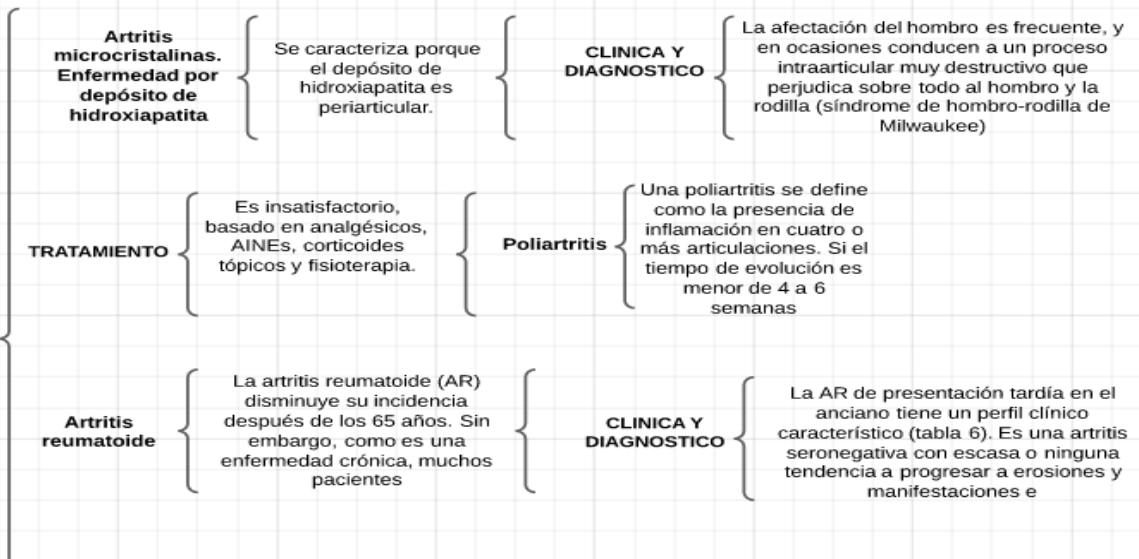 Artritis
microcristalinas.
Enfermedad por
depósito de
hidroxiapatita
Se caracteriza porque
el depósito de
hidroxiapatita es
periarticular.
CLINICA Y
DIAGNOSTICO
La afectación del hombro es frecuente, y
en ocasiones conducen a un proceso
intraarticular muy destructivo que
perjudica sobre todo al hombro y la
rodilla (síndrome de hombro-rodilla de
Milwaukee)
TRATAMIENTO
Es insatisfactorio,
basado en analgésicos,
AINEs, corticoides
tópicos y fisioterapia.
Poliartritis
Una poliartritis se define
como la presencia de
inflamación en cuatro o
más articulaciones. Si el
tiempo de evolución es
menor de 4 a 6
semanas
Artritis
reumatoide
La artritis reumatoide (AR)
disminuye su incidencia
después de los 65 años. Sin
embargo, como es una
enfermedad crónica, muchos
pacientes
CLINICA Y
DIAGNOSTICO
La AR de presentación tardía en el
anciano tiene un perfil clínico
característico (tabla 6). Es una artritis
seronegativa con escasa o ninguna
tendencia a progresar a erosiones y
manifestaciones e